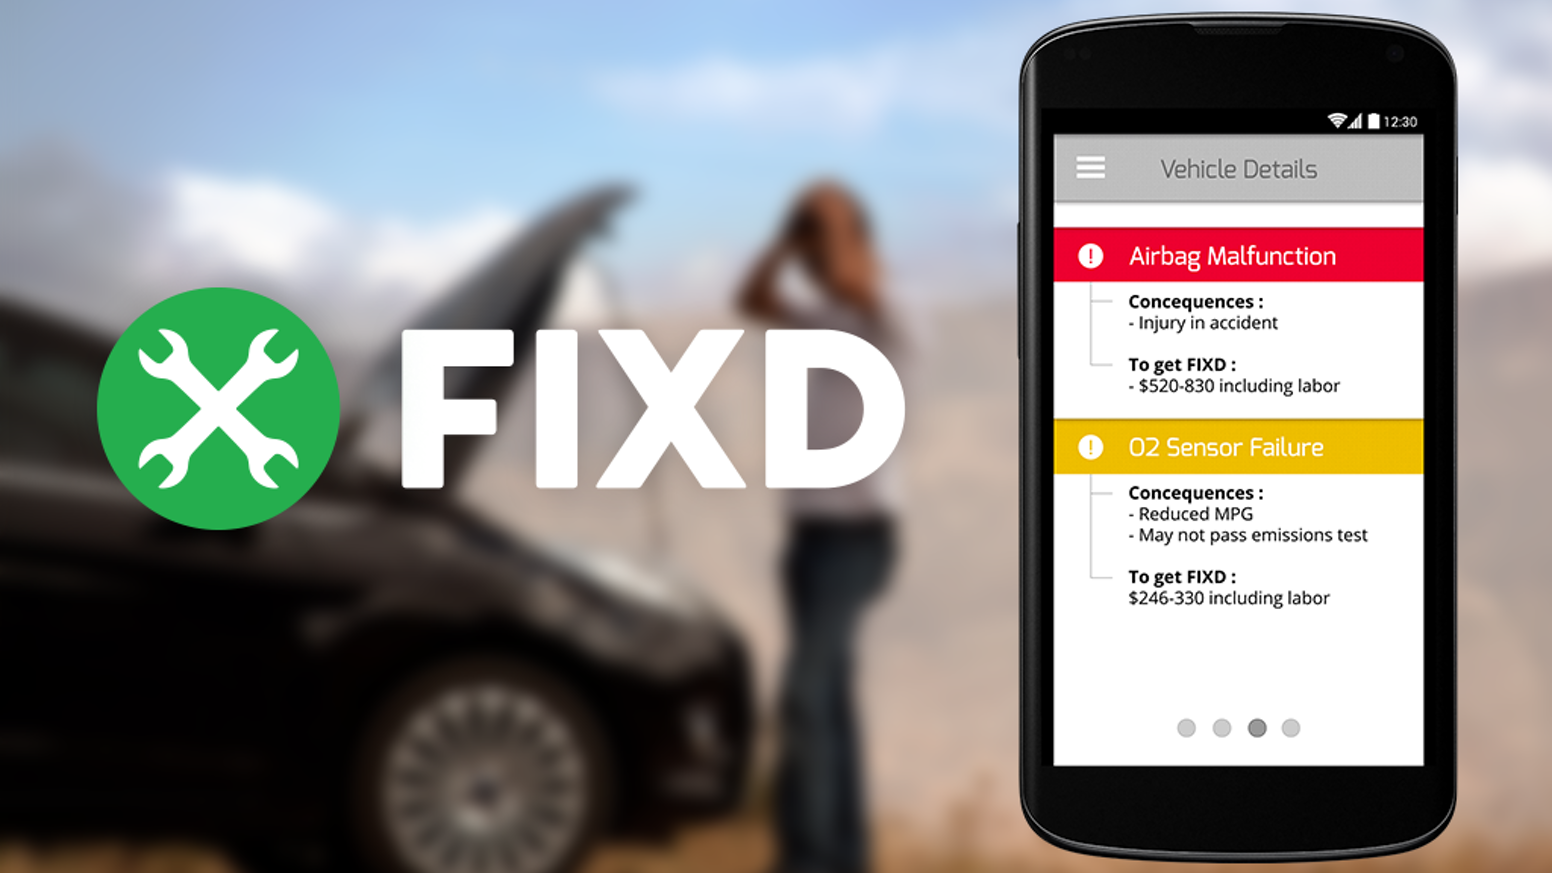 FIXD
12:30
Vehicle Details
Airbag Malfunction
Concequences :
- Injury in accident
To get FIXD :
- $520-830 including labor
O2 Sensor Failure
Concequences :
- Reduced MPG
- May not pass emissions test
To get FIXD :
$246-330 including labor